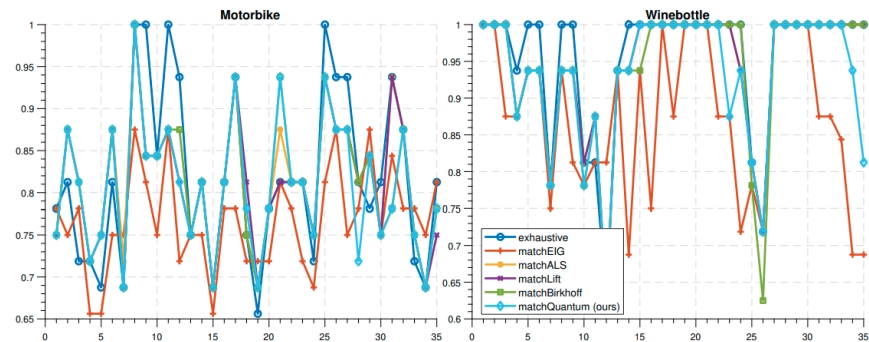 Motorbike
1
0.95
0.9
0.85
0.8
0.75
0.7
0.65
0 5 10 15 20 25 30 35
Winebottle
1
0.95
0.9
0.85
0.8
0.75
0.7
0.65
0.6
0 5 10 15 20 25 30 35
exhaustive
matchEIG
matchALS
matchLift
matchBirkhoff
matchQuantum (ours)